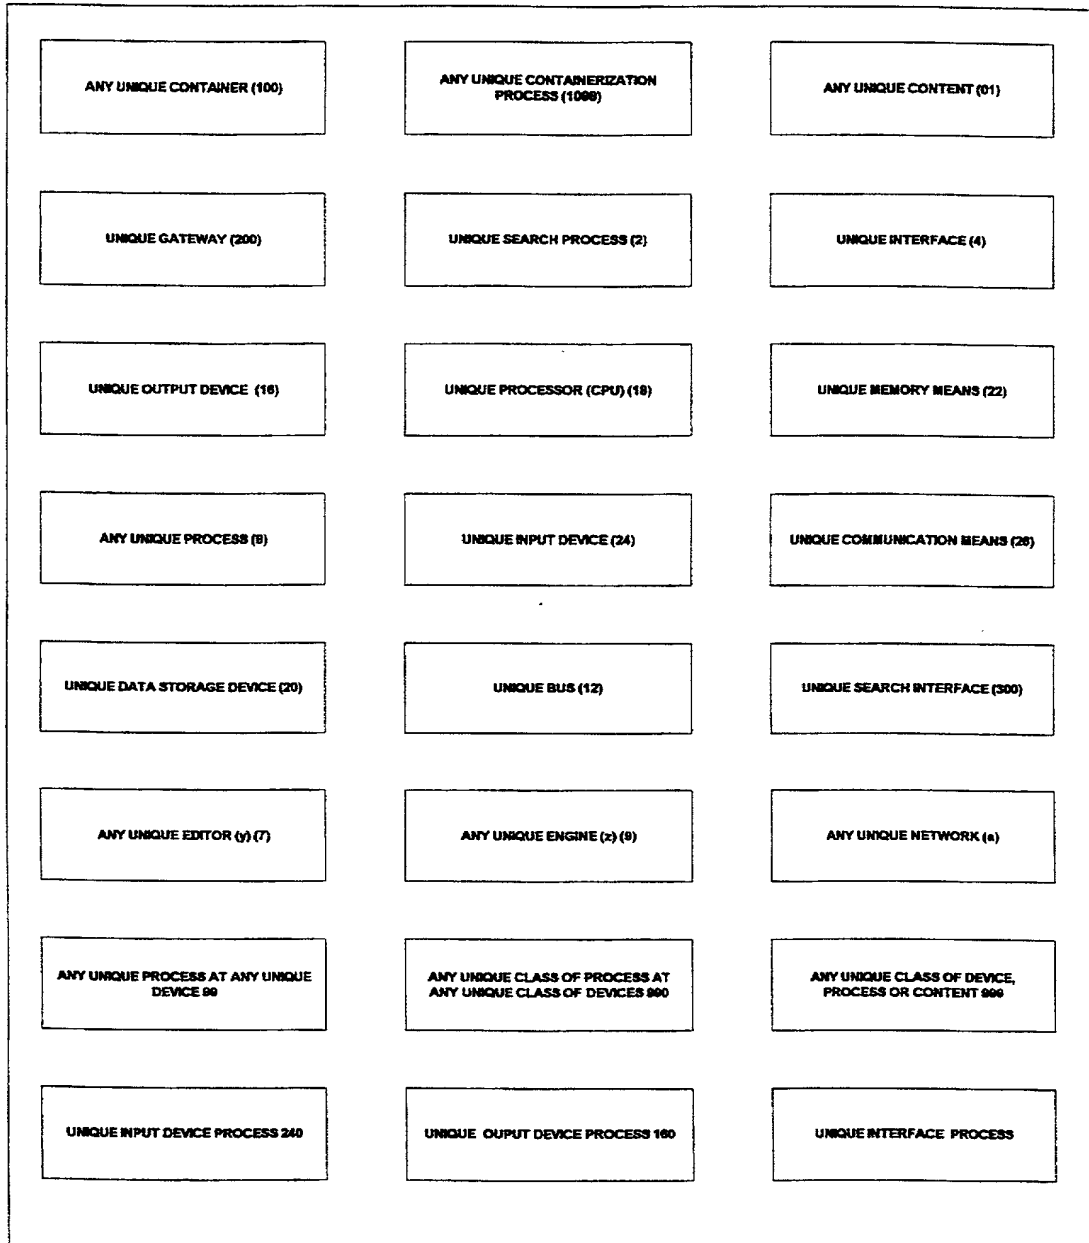 ANY UNIQUE CONTAINER (100)
ANY UNIQUE CONTAINERIZATION
PROCESS (1098)
ANY UNIQUE CONTENT (01)
UNIQUE GATEWAY (200)
UNIQUE SEARCH PROCESS (2)
UNIQUE INTERFACE (4)
UNIQUE OUTPUT DEVICE (16)
UNIQUE PROCESSOR (CPU) (18)
UNIQUE MEMORY MEANS (22)
ANY UNIQUE PROCESS (9)
UNIQUE INPUT DEVICE (24)
UNIQUE COMMUNICATION MEANS (26)
UNIQUE DATA STORAGE DEVICE (20)
UNIQUE BUS (12)
UNIQUE SEARCH INTERFACE (300)
ANY UNIQUE EDITOR (y) (7)
ANY UNIQUE ENGINE (z) (9)
ANY UNIQUE NETWORK (a)
ANY UNIQUE PROCESS AT ANY UNIQUE
DEVICE 99
ANY UNIQUE CLASS OF PROCESS AT
ANY UNIQUE CLASS OF DEVICES 990
ANY UNIQUE CLASS OF DEVICE,
PROCESS OR CONTENT 999
UNIQUE INPUT DEVICE PROCESS 240
UNIQUE OUPUT DEVICE PROCESS 160
UNIQUE INTERFACE PROCESS